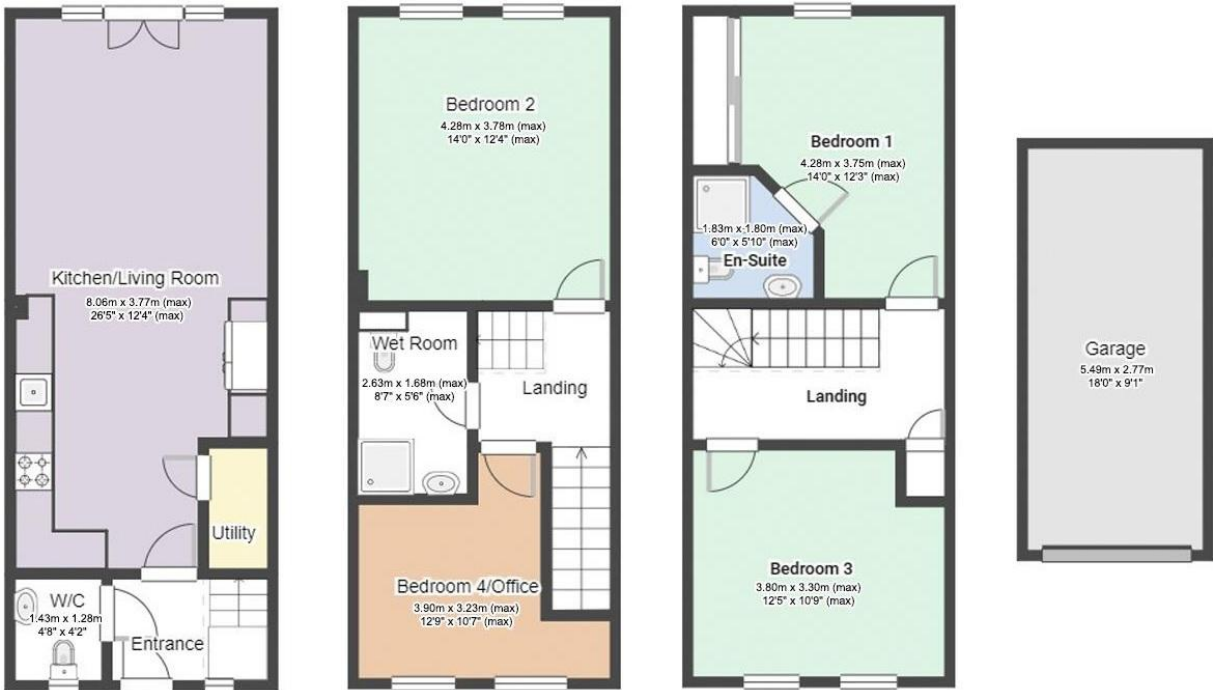 Kitchen/Living Room
8.06m x 3.77m (max)
26'5" x 12'4" (max)
Utility
W/C
1.43m x 1.28m
4'8" x 4'2"
Entrance
Bedroom 2
4.28m x 3.78m (max)
14'0" x 12'4" (max)
Wet Room
2.63m x 1.68m (max)
8'7" x 5'6" (max)
Landing
Bedroom 4/Office
3.90m x 3.23m (max)
12'9" x 10'7" (max)
Bedroom 1
4.28m x 3.75m (max)
14'0" x 12'3" (max)
1.83m x 1.80m (max)
6'0" x 5'10" (max)
En-Suite
Landing
Bedroom 3
3.80m x 3.30m (max)
12'5" x 10'9" (max)
Garage
5.49m x 2.77m
18'0" x 9'1"